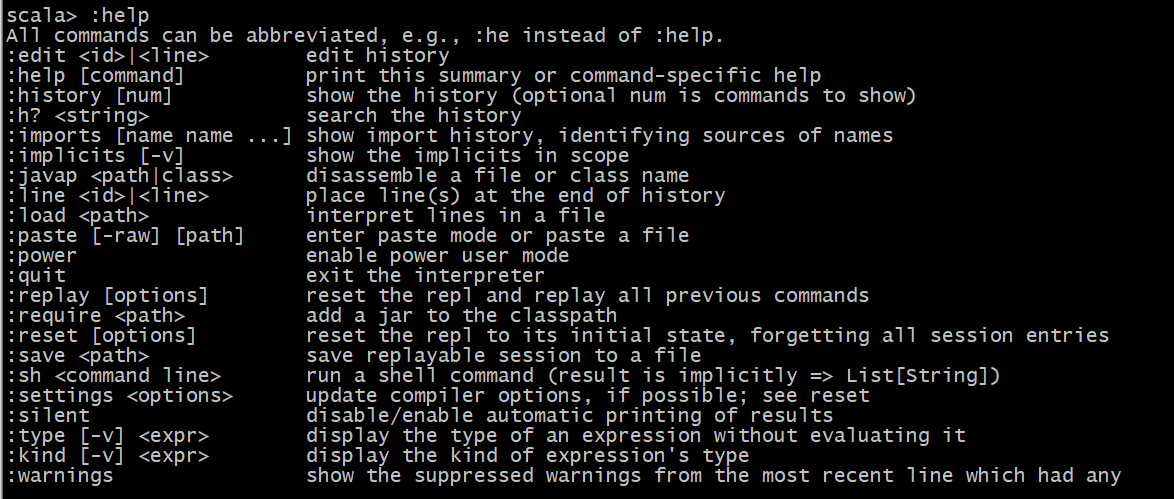 scala> :help
All commands can be abbreviated, e.g., :he instead of :help.
:edit <id>|<line>        edit history
:help [command]          print this summary or command-specific help
:history [num]           show the history (optional num is commands to show)
:h? <string>             search the history
:imports [name name ...] show import history, identifying sources of names
:implicits [-v]          show the implicits in scope
:javap <path|class>      disassemble a file or class name
:line <id>|<line>        place line(s) at the end of history
:load <path>             interpret lines in a file
:paste [-raw] [path]     enter paste mode or paste a file
:power                   enable power user mode
:quit                    exit the interpreter
:replay [options]        reset the repl and replay all previous commands
:require <path>          add a jar to the classpath
:reset [options]         reset the repl to its initial state, forgetting all session entries
:save <path>             save replayable session to a file
:sh <command line>       run a shell command (result is implicitly => List[String])
:settings <options>      update compiler options, if possible; see reset
:silent                  disable/enable automatic printing of results
:type [-v] <expr>        display the type of an expression without evaluating it
:kind [-v] <expr>        display the kind of expression's type
:warnings                show the suppressed warnings from the most recent line which had any